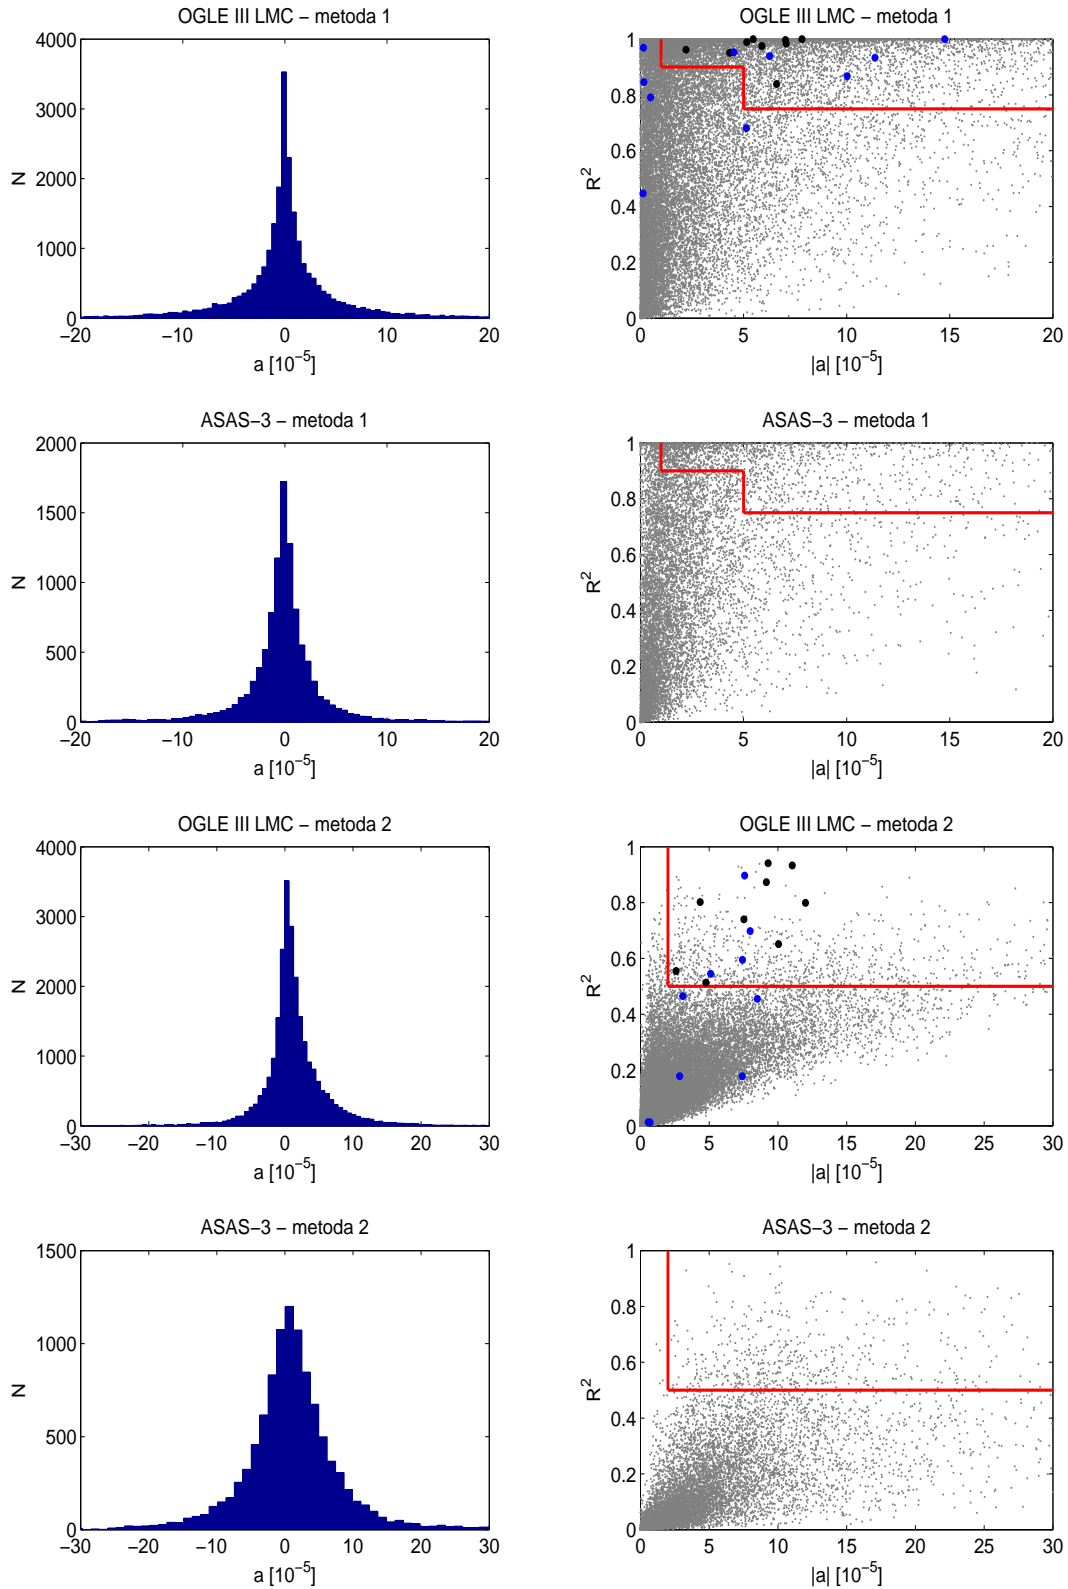 OGLE III LMC − metoda 1
4000
3000
2000
1000
0
N
−20 −10 0 10 20
a [10−5]
OGLE III LMC − metoda 1
1
0.8
0.6
0.4
0.2
0
R2
0 5 10 15 20
|a| [10−5]
ASAS−3 − metoda 1
2000
1500
1000
500
0
N
−20 −10 0 10 20
a [10−5]
ASAS−3 − metoda 1
1
0.8
0.6
0.4
0.2
0
R2
0 5 10 15 20
|a| [10−5]
OGLE III LMC − metoda 2
4000
3000
2000
1000
0
N
−30 −20 −10 0 10 20 30
a [10−5]
OGLE III LMC − metoda 2
1
0.8
0.6
0.4
0.2
0
R2
0 5 10 15 20 25 30
|a| [10−5]
ASAS−3 − metoda 2
1500
1000
500
0
N
−30 −20 −10 0 10 20 30
a [10−5]
ASAS−3 − metoda 2
1
0.8
0.6
0.4
0.2
0
R2
0 5 10 15 20 25 30
|a| [10−5]